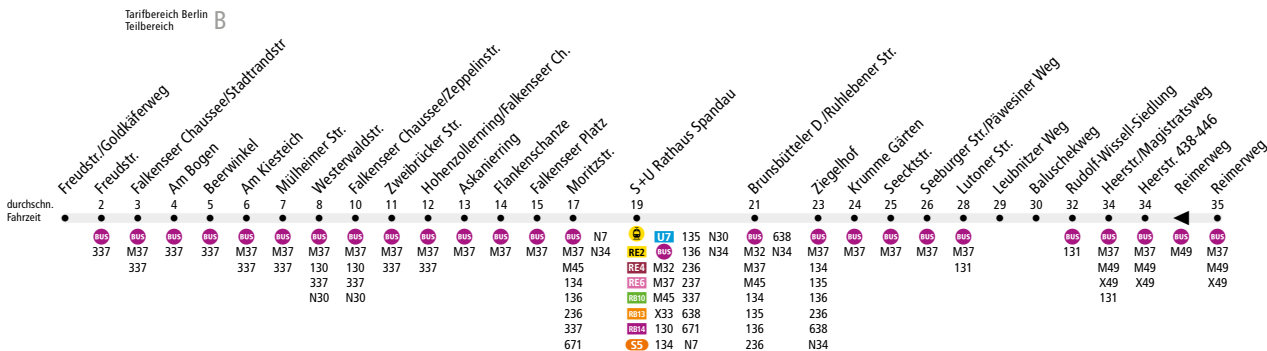 Tarifbereich Berlin
Teilbereich B
Freudstr./Goldkäferweg
Freudstr.
Falkenseer Chaussee/Stadtrandstr
Am Bogen
Beerwinkel
Am Kiesteich
Mülheimer Str.
Westerwaldstr.
Falkenseer Chaussee/Zeppelinstr.
Zweibrücker Str.
Hohenzollernring/Falkenseer Ch.
Askanierring
Flankenschanze
Falkenseer Platz
Moritzstr.
S+U Rathaus Spandau
Brunsbütteler D./Ruhlebener Str.
Ziegelhof
Krumme Gärten
Seecktstr.
Seeburger Str./Päwesiner Weg
Lutoner Str.
Leubnitzer Weg
Baluschekweg
Rudolf-Wissell-Siedlung
Heerstr./Magistratsweg
Heerstr. 438-446
Reimerweg
Reimerweg
durchschn. 2 3 4 5 6 7 8 10 11 12 13 14 15 17 19 21 23 24 25 26 28 29 30 32 34 34 35
Fahrzeit
BUS BUS BUS BUS BUS BUS BUS BUS BUS BUS BUS BUS BUS BUS N7 U7 135 N30 BUS 638 BUS BUS BUS BUS BUS BUS BUS BUS BUS BUS
337 M37 337 337 M37 M37 M37 M37 M37 M37 M37 M37 M37 M37 N34 RE2 BUS 136 N34 M32 N34 M37 M37 M37 M37 M37 131 M37 M37 M49 M37
337 337 337 130 130 337 337 M45 RE4 M32 236 M37 134 131 M49 M49 M49
337 337 134 RE6 M37 237 M45 135 X49 X49 X49
N30 N30 136 RB10 M45 337 134 136 131
236 RB13 X33 638 135 236
337 RB14 130 671 136 638
671 S5 134 N7 236 N34